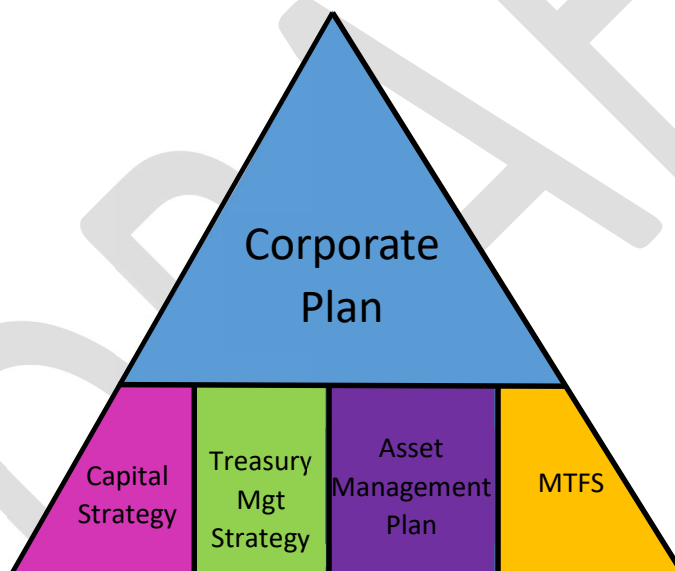 Corporate
Plan
Capital
Strategy
Treasury
Mgt
Strategy
Asset
Management
Plan
MTFS